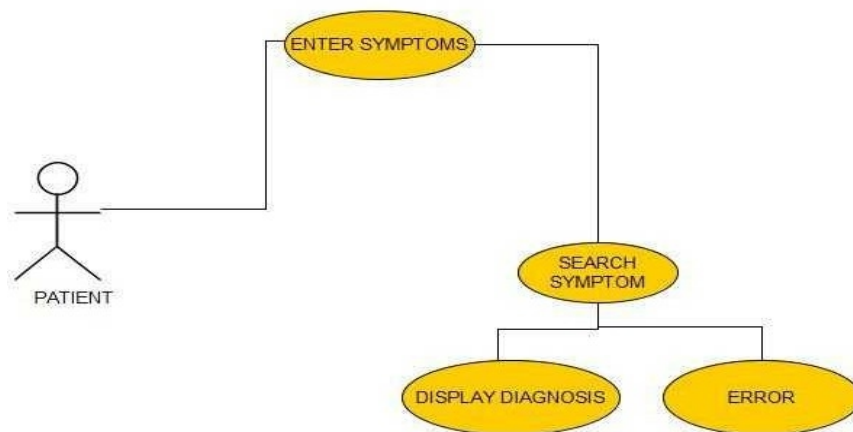 ENTER SYMPTOMS
SEARCH
SYMPTOM
PATIENT
DISPLAY DIAGNOSIS
ERROR